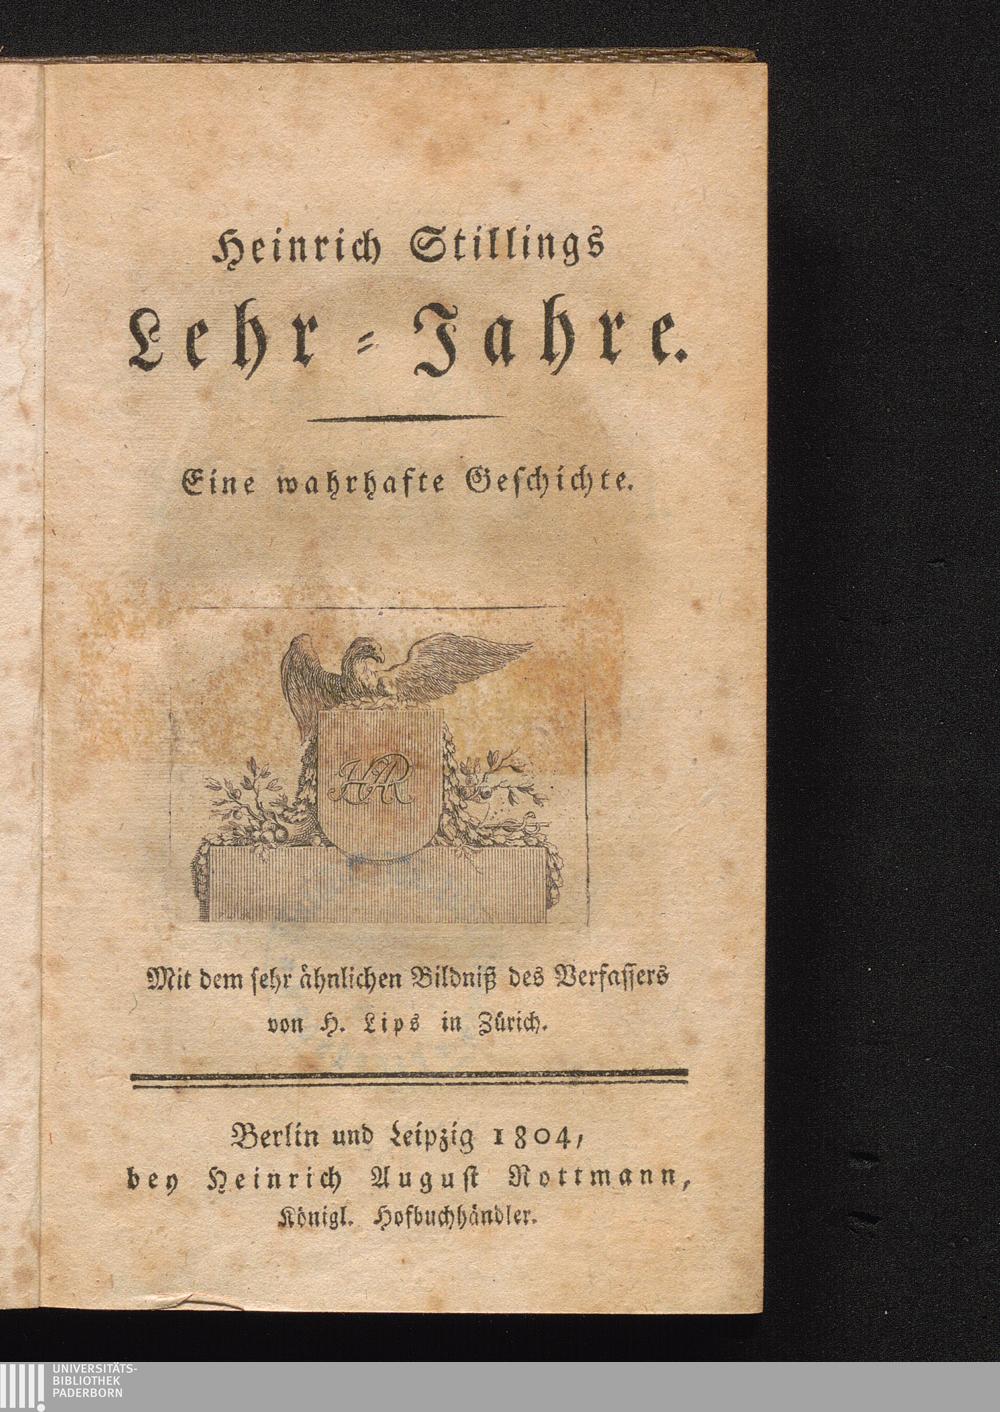 Heinrich Stillings
Lehr-Jahre.
Eine wahrhafte Geschichte.
HAR
Mit dem sehr ähnlichen Bildniß des Verfassers
von H. Lips in Zürich.
Berlin und Leipzig 1804,
bey Heinrich August Rottmann,
Königl. Hofbuchhändler.
UNIVERSITÄTS-
BIBLIOTHEK
PADERBORN